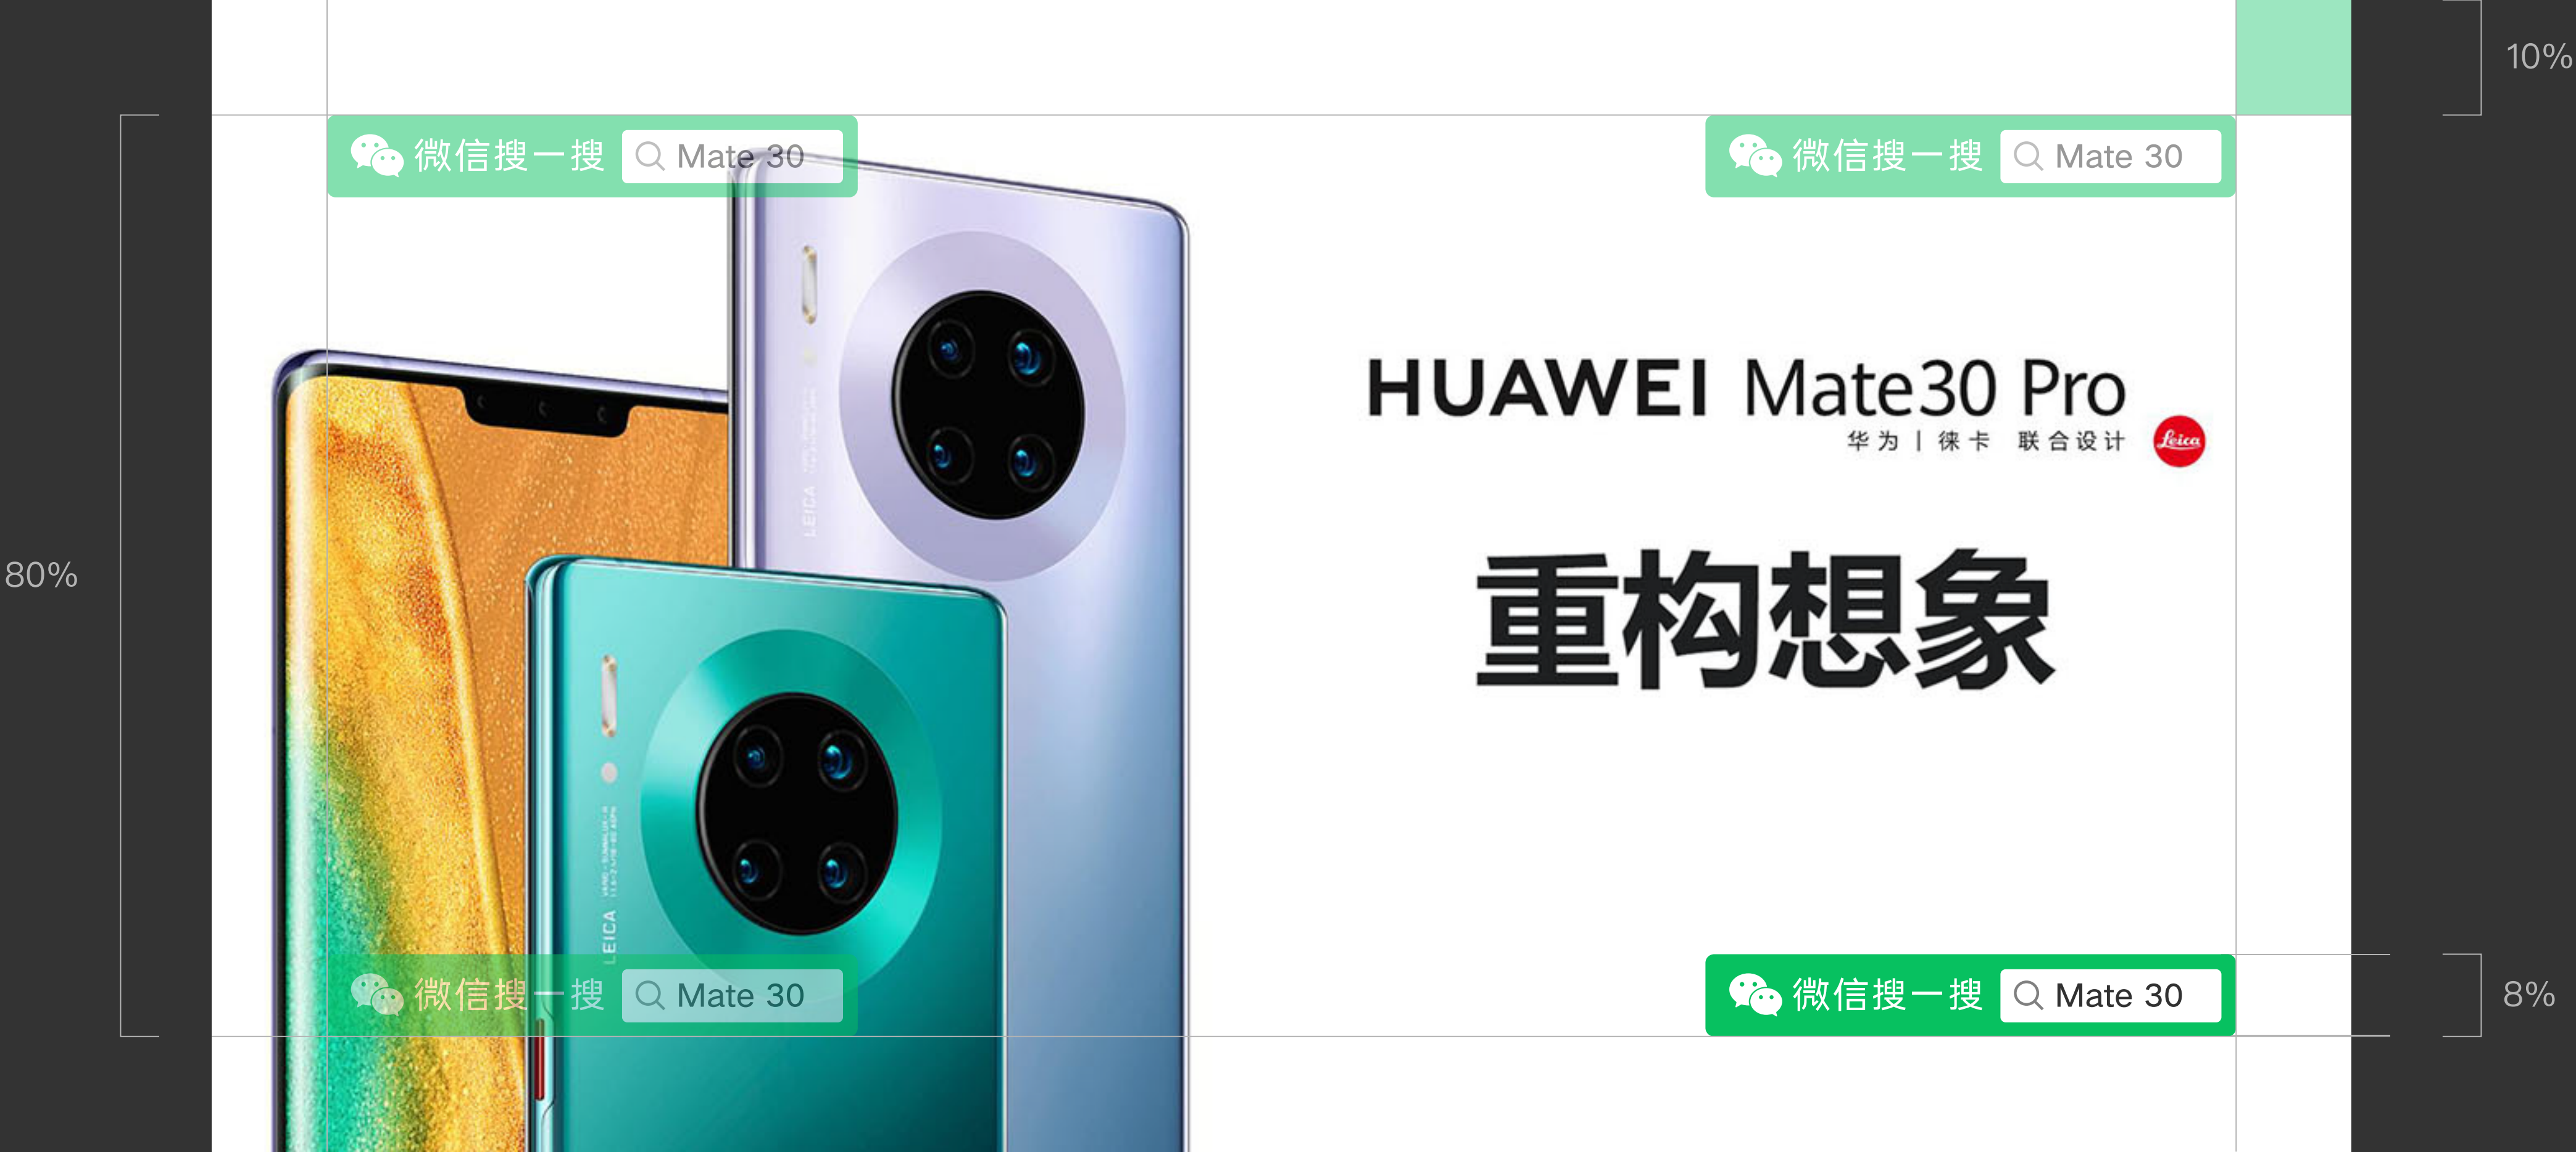 10%
微信搜一搜 Mate 30
微信搜一搜 Mate 30
HUAWEI Mate30 Pro
华为 | 徕卡 联合设计
Leica
LEICA
重构想象
80%
LEICA
微信搜一搜 Mate 30
微信搜一搜 Mate 30
8%